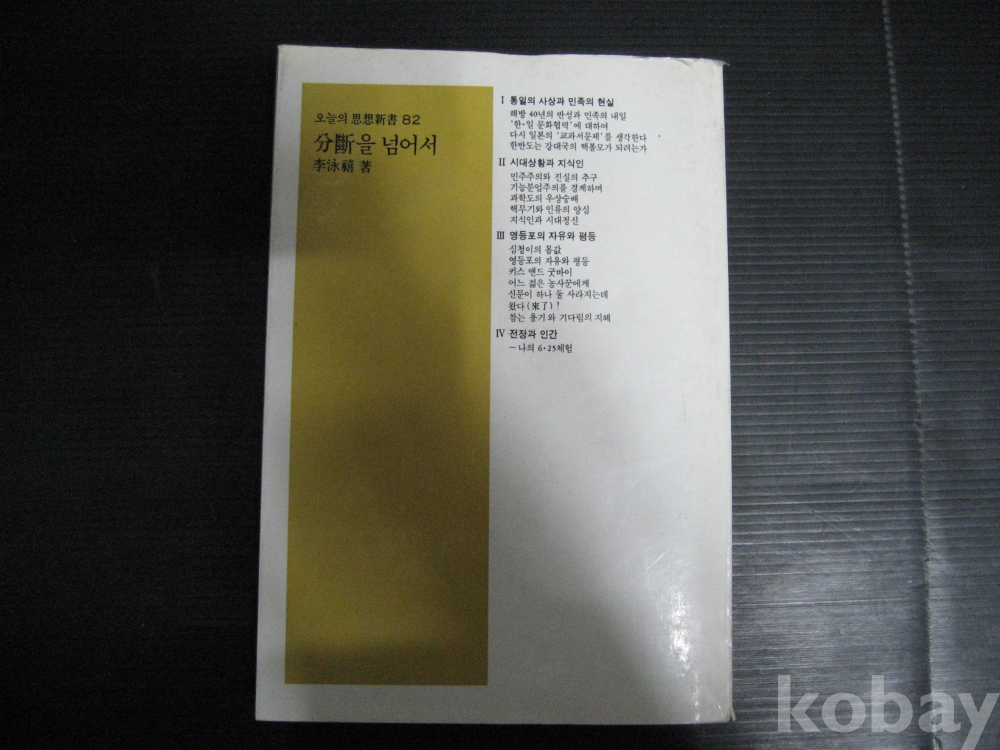 오늘의 思想新書 82
分斷을 넘어서
李泳禧 著
I 통일의 사상과 민족의 현실
해방 40년의 반성과 민족의 내일
'한·일 문화협력'에 대하여
다시 일본의 '교과서문제'를 생각한다
한반도는 강대국의 핵볼모가 되려는가
II 시대상황과 지식인
민주주의와 진실의 추구
기능분업주의를 경계하며
과학도의 우상숭배
핵무기와 인류의 양심
지식인과 시대정신
III 영등포의 자유와 평등
심청이의 몸값
영등포의 자유와 평등
키스 앤드 굿바이
어느 젊은 농사꾼에게
신문이 하나 둘 사라지는데
왔다(來了)!
참는 용기와 기다림의 지혜
IV 전장과 인간
—나의 6·25체험
kobay